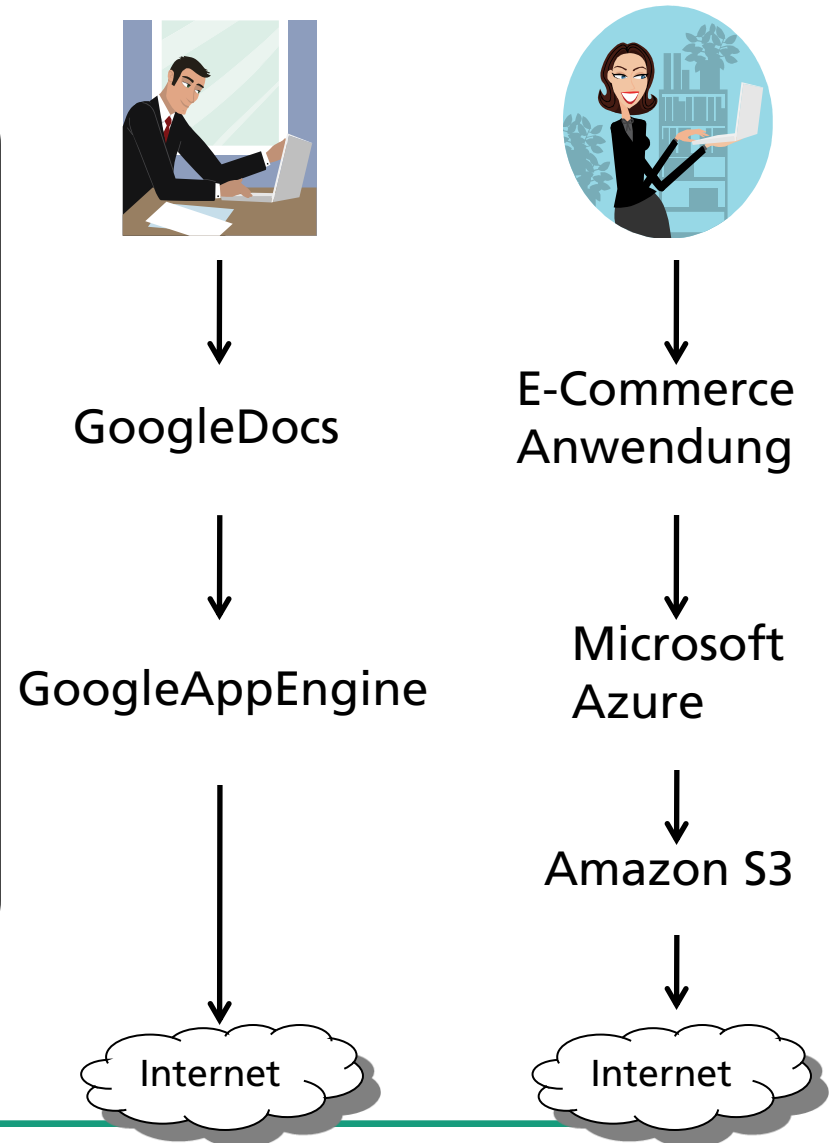 GoogleDocs
GoogleAppEngine
Internet
E-Commerce
Anwendung
Microsoft
Azure
Amazon S3
Internet